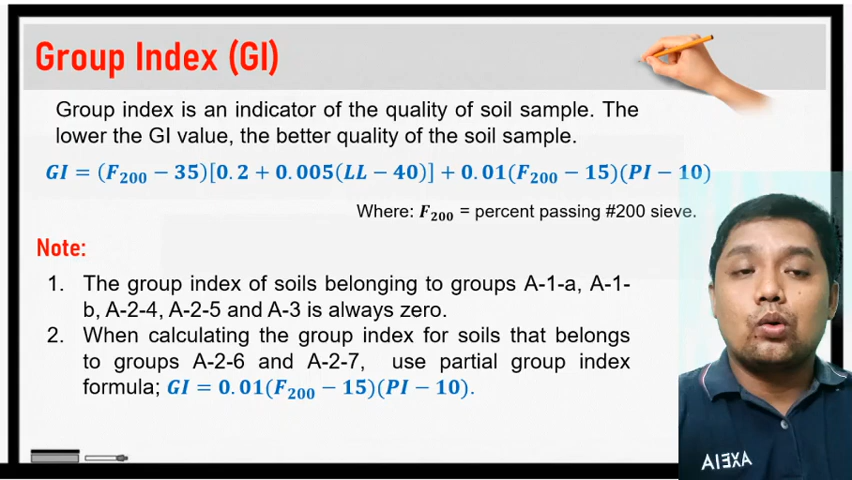 Group Index (GI)
Group index is an indicator of the quality of soil sample. The
lower the GI value, the better quality of the soil sample.
GI = (F₂₀₀ − 35)[0.2 + 0.005(LL − 40)] + 0.01(F₂₀₀ − 15)(PI − 10)
Where: F₂₀₀ = percent passing #200 sieve.
Note:
1. The group index of soils belonging to groups A-1-a, A-1-
b, A-2-4, A-2-5 and A-3 is always zero.
2. When calculating the group index for soils that belongs
to groups A-2-6 and A-2-7, use partial group index
formula; GI = 0.01(F₂₀₀ − 15)(PI − 10).
AXEIA